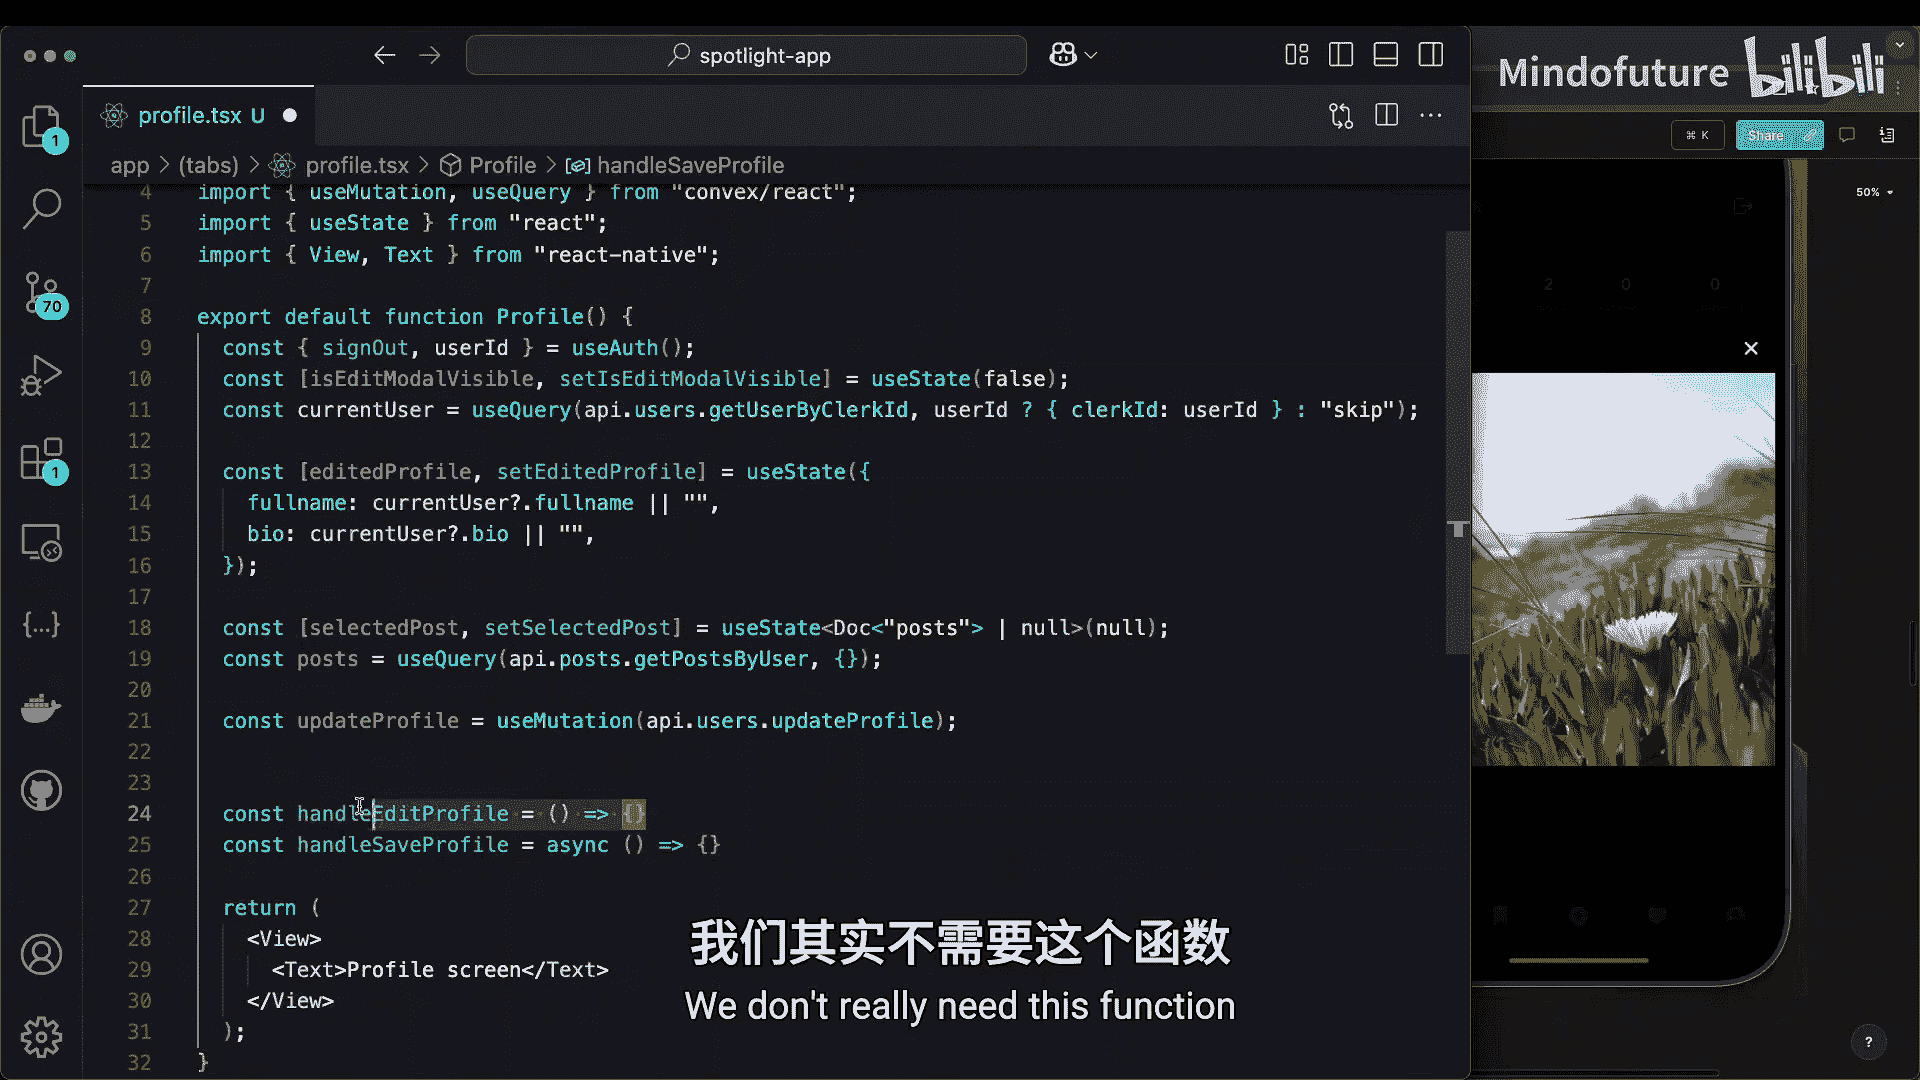 spotlight-app
Mindofuture bilibili
profile.tsx U
⌘ K
Share
1
app > (tabs) > profile.tsx > Profile > handleSaveProfile
50%
4 import { useMutation, useQuery } from "convex/react";
5 import { useState } from "react";
6 import { View, Text } from "react-native";
7
8 export default function Profile() {
9 const { signOut, userId } = useAuth();
10 const [isEditModalVisible, setIsEditModalVisible] = useState(false);
11 const currentUser = useQuery(api.users.getUserByClerkId, userId ? { clerkId: userId } : "skip");
12
13 const [editedProfile, setEditedProfile] = useState({
14 fullname: currentUser?.fullname || "",
15 bio: currentUser?.bio || "",
16 });
17
18 const [selectedPost, setSelectedPost] = useState<Doc<"posts"> | null>(null);
19 const posts = useQuery(api.posts.getPostsByUser, {});
20
21 const updateProfile = useMutation(api.users.updateProfile);
22
23
24 const handleEditProfile = () => {}
25 const handleSaveProfile = async () => {}
26
27 return (
28 <View>
29 <Text>Profile screen</Text>
30 </View>
31 );
32 }
70
1
2 0 0
我们其实不需要这个函数
We don't really need this function
?